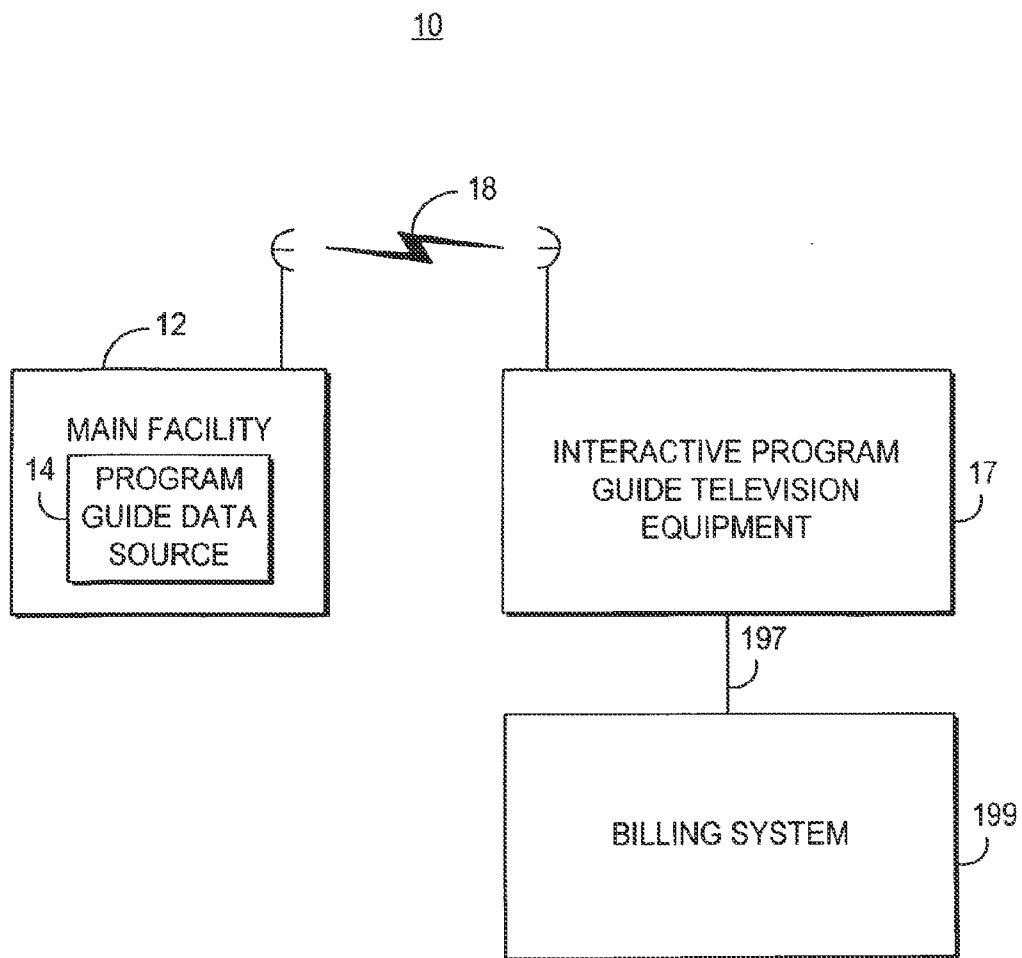 10
18
12
MAIN FACILITY
14
PROGRAM
GUIDE DATA
SOURCE
INTERACTIVE PROGRAM
GUIDE TELEVISION
EQUIPMENT
17
197
BILLING SYSTEM
199